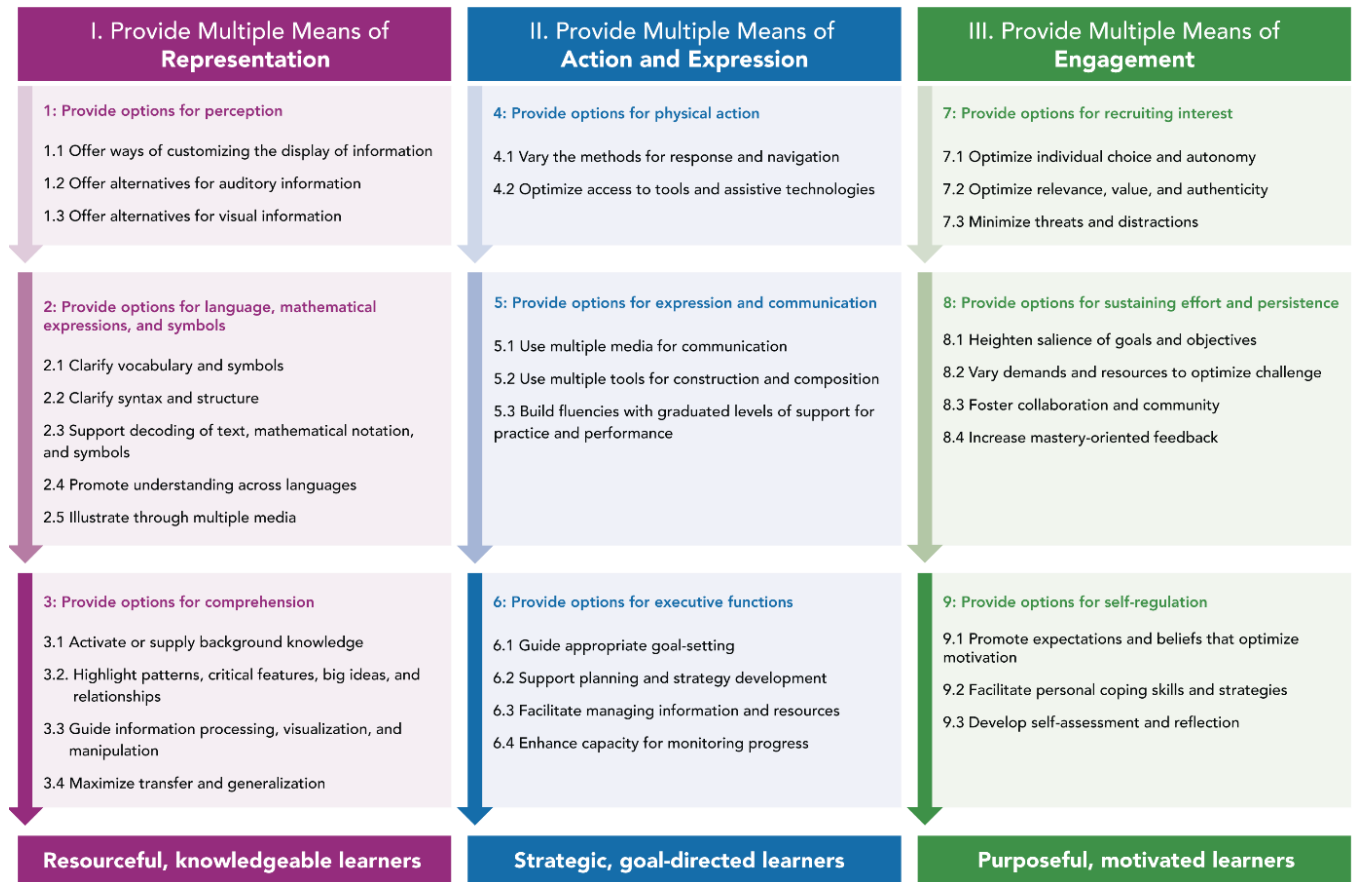 I. Provide Multiple Means of
Representation
1: Provide options for perception
1.1 Offer ways of customizing the display of information
1.2 Offer alternatives for auditory information
1.3 Offer alternatives for visual information
2: Provide options for language, mathematical
expressions, and symbols
2.1 Clarify vocabulary and symbols
2.2 Clarify syntax and structure
2.3 Support decoding of text, mathematical notation,
and symbols
2.4 Promote understanding across languages
2.5 Illustrate through multiple media
3: Provide options for comprehension
3.1 Activate or supply background knowledge
3.2. Highlight patterns, critical features, big ideas, and
relationships
3.3 Guide information processing, visualization, and
manipulation
3.4 Maximize transfer and generalization
Resourceful, knowledgeable learners
II. Provide Multiple Means of
Action and Expression
4: Provide options for physical action
4.1 Vary the methods for response and navigation
4.2 Optimize access to tools and assistive technologies
5: Provide options for expression and communication
5.1 Use multiple media for communication
5.2 Use multiple tools for construction and composition
5.3 Build fluencies with graduated levels of support for
practice and performance
6: Provide options for executive functions
6.1 Guide appropriate goal-setting
6.2 Support planning and strategy development
6.3 Facilitate managing information and resources
6.4 Enhance capacity for monitoring progress
Strategic, goal-directed learners
III. Provide Multiple Means of
Engagement
7: Provide options for recruiting interest
7.1 Optimize individual choice and autonomy
7.2 Optimize relevance, value, and authenticity
7.3 Minimize threats and distractions
8: Provide options for sustaining effort and persistence
8.1 Heighten salience of goals and objectives
8.2 Vary demands and resources to optimize challenge
8.3 Foster collaboration and community
8.4 Increase mastery-oriented feedback
9: Provide options for self-regulation
9.1 Promote expectations and beliefs that optimize
motivation
9.2 Facilitate personal coping skills and strategies
9.3 Develop self-assessment and reflection
Purposeful, motivated learners